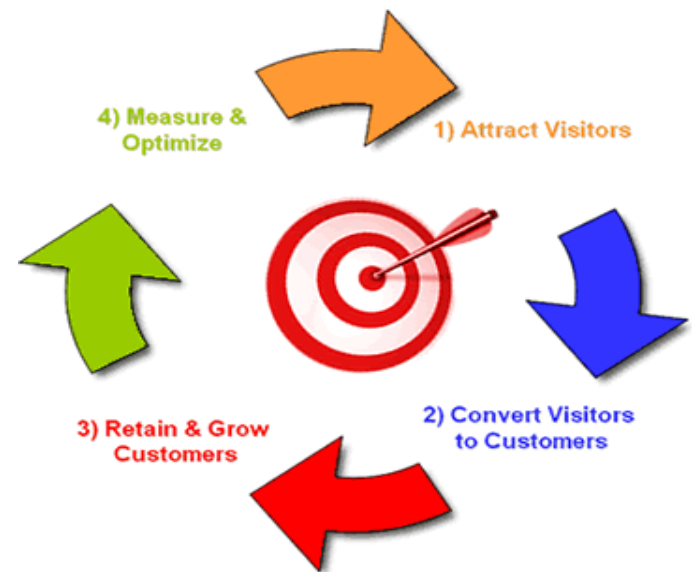 1) Attract Visitors
2) Convert Visitors
to Customers
3) Retain & Grow
Customers
4) Measure &
Optimize